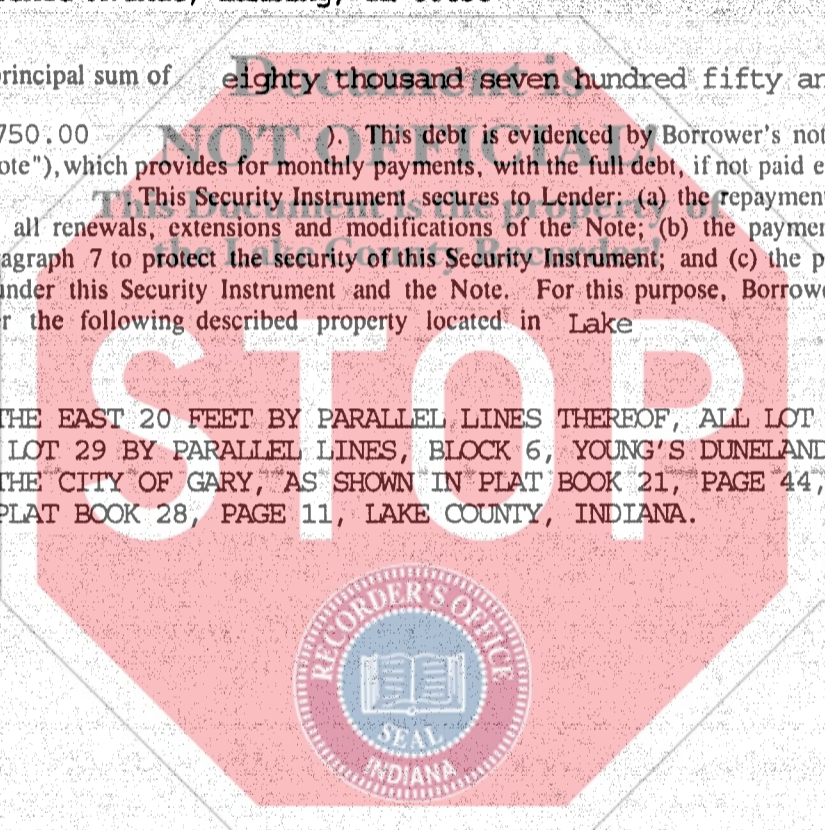 principal sum of eighty thousand seven hundred fifty an
750.00 ). This debt is evidenced by Borrower's not
ote"), which provides for monthly payments, with the full debt, if not paid e
. This Security Instrument secures to Lender: (a) the repaymen
all renewals, extensions and modifications of the Note; (b) the paymen
agraph 7 to protect the security of this Security Instrument; and (c) the p
under this Security Instrument and the Note. For this purpose, Borrow
r the following described property located in Lake
THE EAST 20 FEET BY PARALLEL LINES THEREOF, ALL LOT
LOT 29 BY PARALLEL LINES, BLOCK 6, YOUNG'S DUNELAND
THE CITY OF GARY, AS SHOWN IN PLAT BOOK 21, PAGE 44,
PLAT BOOK 28, PAGE 11, LAKE COUNTY, INDIANA.
Document is
NOT OFFICIAL!
This Document is the property of
the Lake County Recorder!
STOP
RECORDER'S OFFICE
SEAL
INDIANA